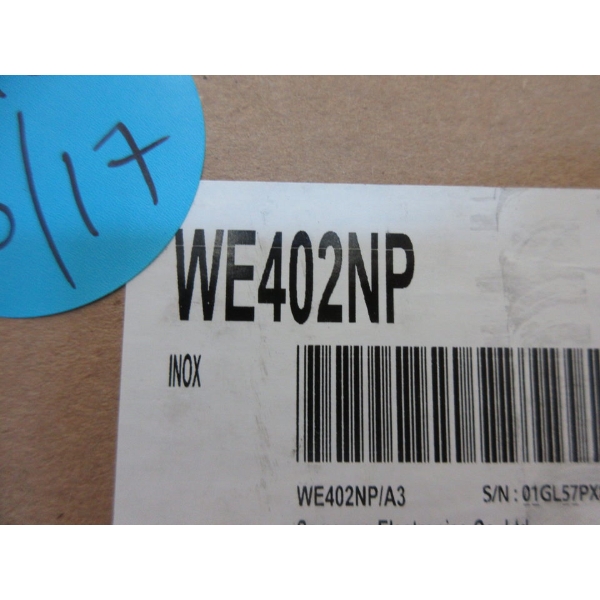 /17
WE402NP
INOX
WE402NP/A3 S/N : 01GL57PX